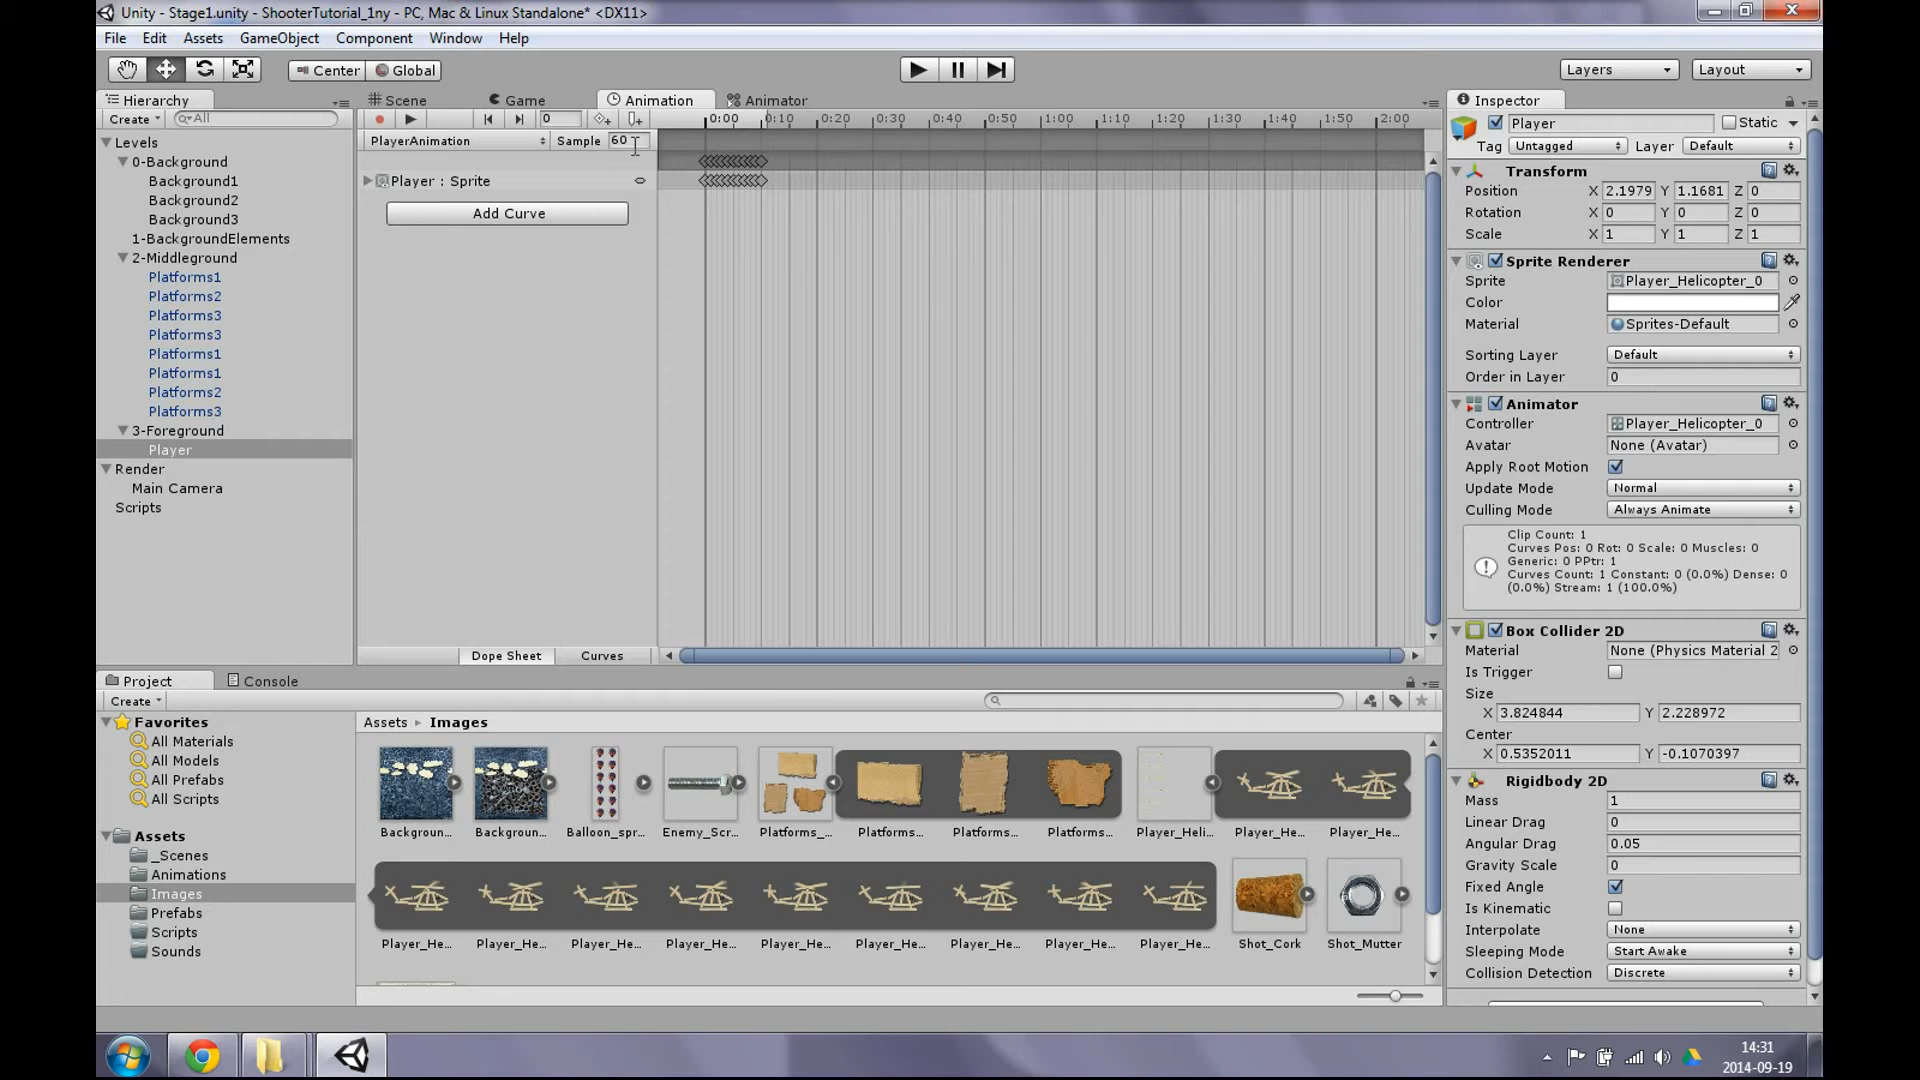 Unity - Stage1.unity - ShooterTutorial_1ny - PC, Mac & Linux Standalone* <DX11>
File Edit Assets GameObject Component Window Help
Center Global Layers Layout
Hierarchy
Create All
Levels
0-Background
Background1
Background2
Background3
1-BackgroundElements
2-Middleground
Platforms1
Platforms2
Platforms3
Platforms3
Platforms1
Platforms1
Platforms2
Platforms3
3-Foreground
Player
Render
Main Camera
Scripts
Scene Game Animation Animator
0 0:00 0:10 0:20 0:30 0:40 0:50 1:00 1:10 1:20 1:30 1:40 1:50 2:00
PlayerAnimation Sample 60
Player : Sprite
Add Curve
Dope Sheet Curves
Inspector
Player Static
Tag Untagged Layer Default
Transform
Position X 2.1979 Y 1.1681 Z 0
Rotation X 0 Y 0 Z 0
Scale X 1 Y 1 Z 1
Sprite Renderer
Sprite Player_Helicopter_0
Color
Material Sprites-Default
Sorting Layer Default
Order in Layer 0
Animator
Controller Player_Helicopter_0
Avatar None (Avatar)
Apply Root Motion
Update Mode Normal
Culling Mode Always Animate
Clip Count: 1
Curves Pos: 0 Rot: 0 Scale: 0 Muscles: 0
Generic: 0 PPtr: 1
Curves Count: 1 Constant: 0 (0.0%) Dense: 0
(0.0%) Stream: 1 (100.0%)
Box Collider 2D
Material None (Physics Material 2
Is Trigger
Size
X 3.824844 Y 2.228972
Center
X 0.5352011 Y -0.1070397
Rigidbody 2D
Mass 1
Linear Drag 0
Angular Drag 0.05
Gravity Scale 0
Fixed Angle
Is Kinematic
Interpolate None
Sleeping Mode Start Awake
Collision Detection Discrete
Project Console
Create
Favorites
All Materials
All Models
All Prefabs
All Scripts
Assets
_Scenes
Animations
Images
Prefabs
Scripts
Sounds
Assets Images
Backgroun... Backgroun... Balloon_spr... Enemy_Scr... Platforms_... Platforms... Platforms... Platforms... Player_Heli... Player_He... Player_He...
Player_He... Player_He... Player_He... Player_He... Player_He... Player_He... Player_He... Player_He... Player_He... Shot_Cork Shot_Mutter
14:31
2014-09-19